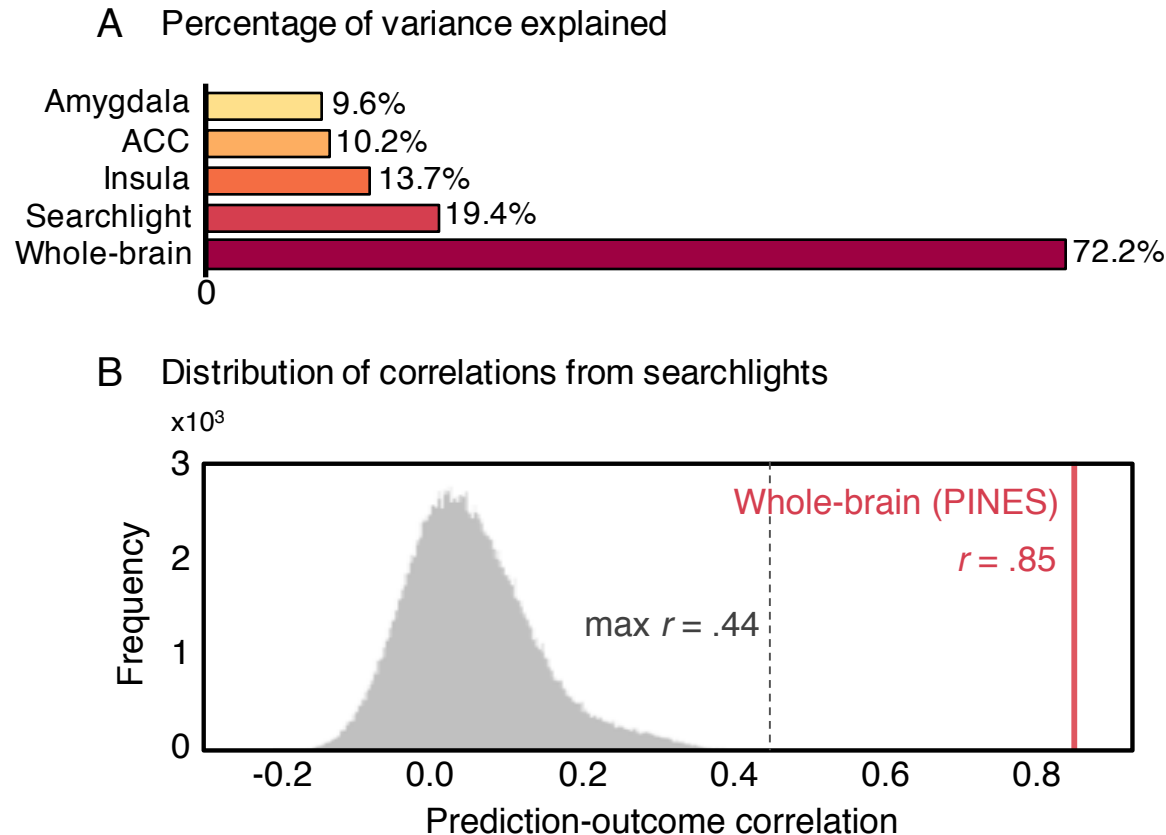 A Percentage of variance explained
Amygdala 9.6%
ACC 10.2%
Insula 13.7%
Searchlight 19.4%
Whole-brain 72.2%
0
B Distribution of correlations from searchlights
x10³
3
2
1
0
Frequency
Whole-brain (PINES)
r = .85
max r = .44
-0.2 0.0 0.2 0.4 0.6 0.8
Prediction-outcome correlation